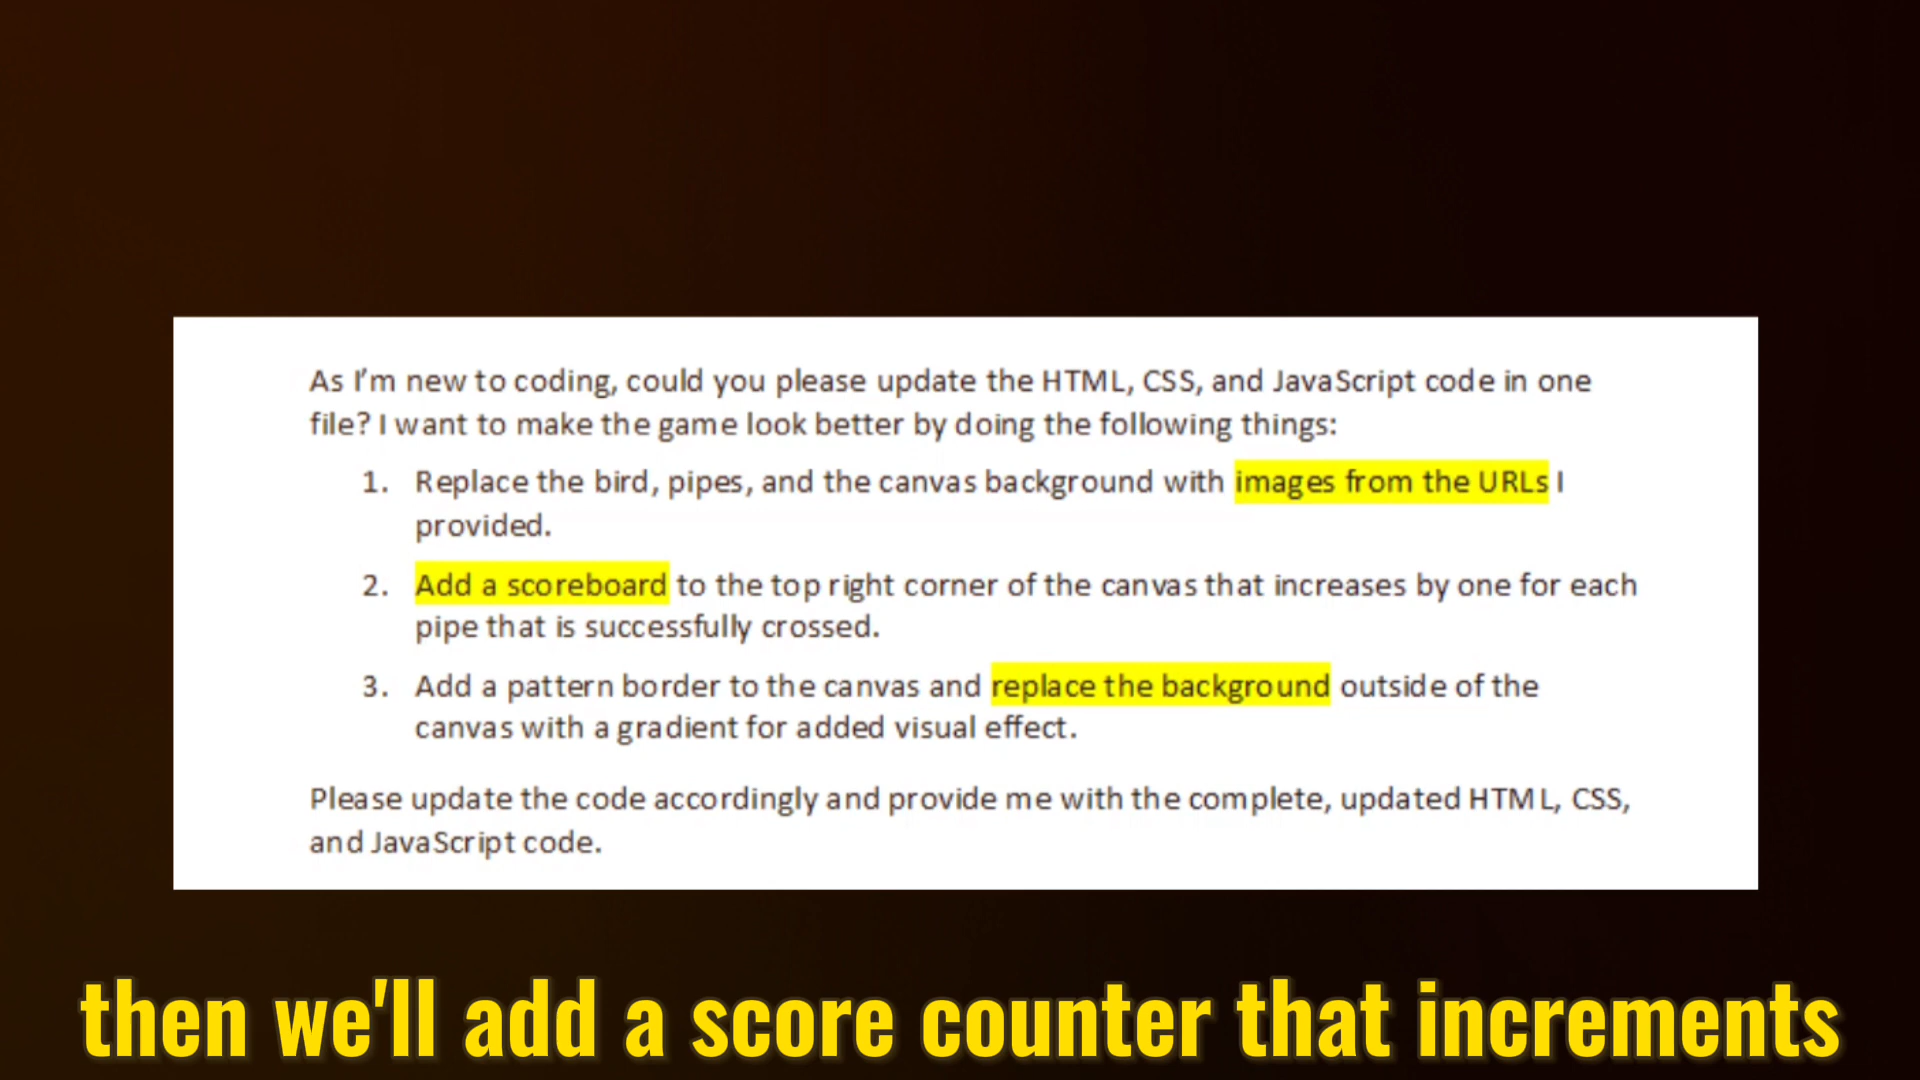 As I'm new to coding, could you please update the HTML, CSS, and JavaScript code in one
file? I want to make the game look better by doing the following things:
1. Replace the bird, pipes, and the canvas background with images from the URLs I
provided.
2. Add a scoreboard to the top right corner of the canvas that increases by one for each
pipe that is successfully crossed.
3. Add a pattern border to the canvas and replace the background outside of the
canvas with a gradient for added visual effect.
Please update the code accordingly and provide me with the complete, updated HTML, CSS,
and JavaScript code.
then we'll add a score counter that increments